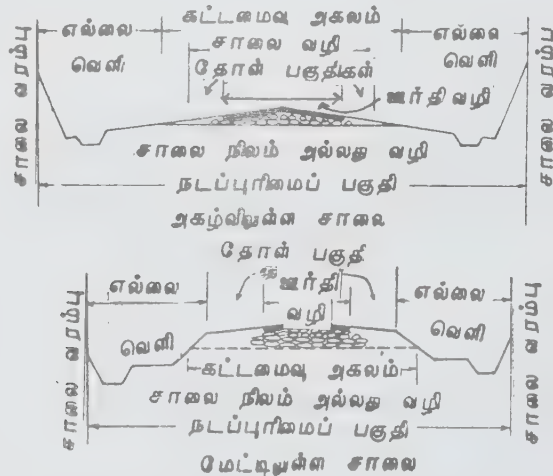 கட்டமைவு அகலம்
எல்லை வெளி
சாலை வழி
எல்லை வெளி
தோள் பகுதிகள்
ஊர்தி வழி
சாலை வரம்பு
சாலை வரம்பு
சாலை நிலம் அல்லது வழி
நடப்புரிமைப் பகுதி
அகழ்விலுள்ள சாலை
தோள் பகுதி
எல்லை வெளி
ஊர்தி வழி
எல்லை வெளி
சாலை வரம்பு
சாலை வரம்பு
கட்டமைவு அகலம்
சாலை நிலம் அல்லது வழி
நடப்புரிமைப் பகுதி
மேட்டிலுள்ள சாலை